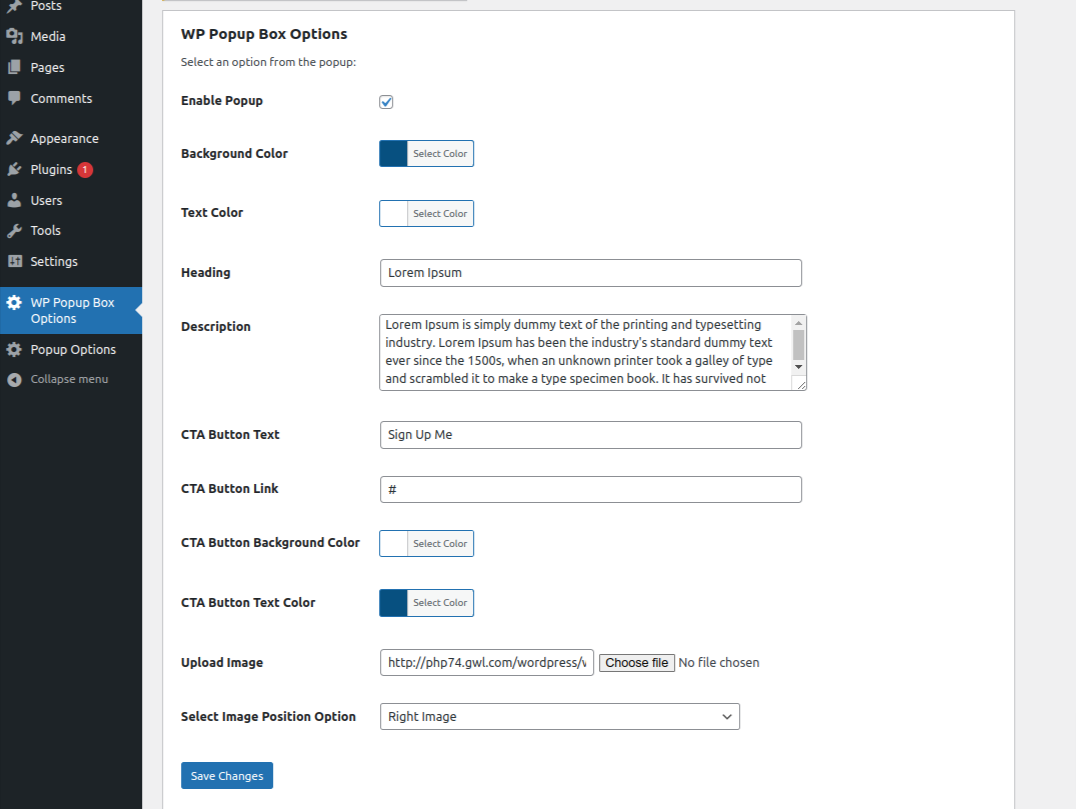 Posts
Media
Pages
Comments
Appearance
Plugins 1
Users
Tools
Settings
WP Popup Box
Options
Popup Options
Collapse menu
WP Popup Box Options
Select an option from the popup:
Enable Popup
Background Color Select Color
Text Color Select Color
Heading Lorem Ipsum
Description
Lorem Ipsum is simply dummy text of the printing and typesetting
industry. Lorem Ipsum has been the industry's standard dummy text
ever since the 1500s, when an unknown printer took a galley of type
and scrambled it to make a type specimen book. It has survived not
CTA Button Text Sign Up Me
CTA Button Link #
CTA Button Background Color Select Color
CTA Button Text Color Select Color
Upload Image http://php74.gwl.com/wordpress/ Choose file No file chosen
Select Image Position Option Right Image
Save Changes